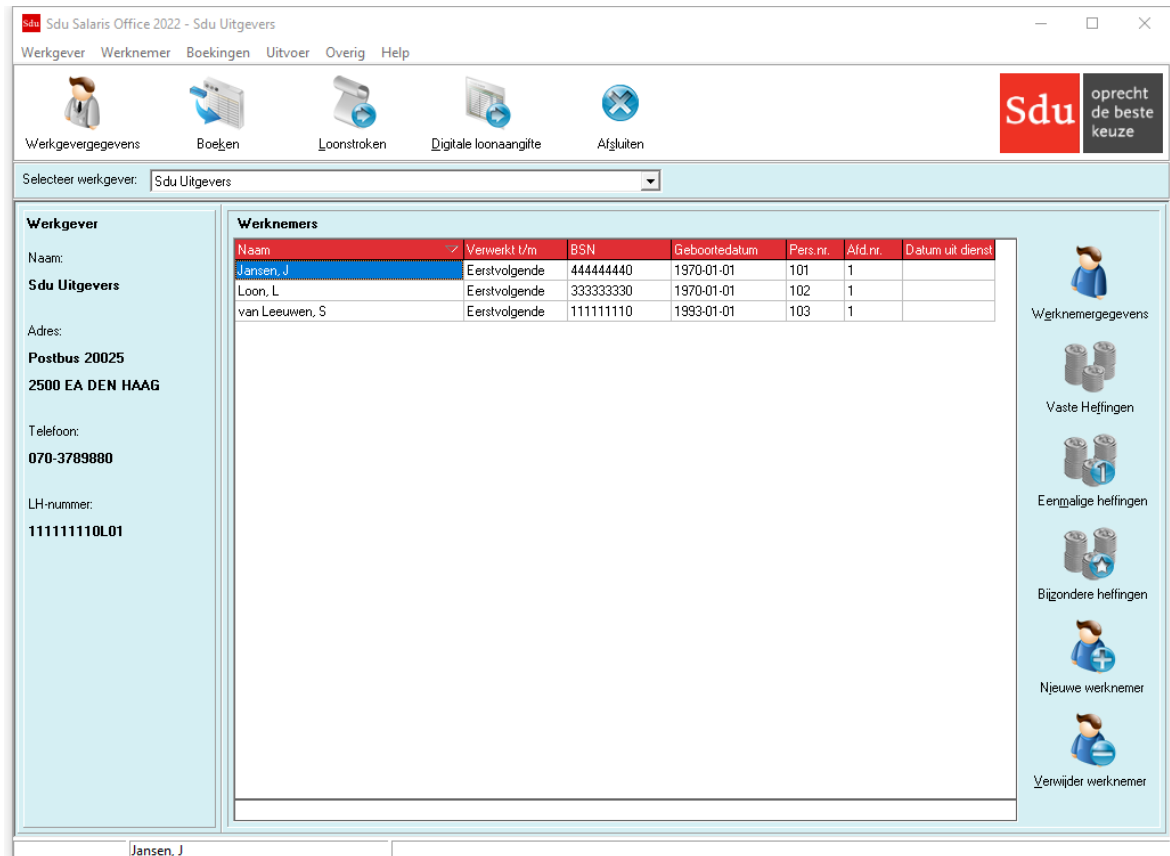 Sdu Sdu Salaris Office 2022 - Sdu Uitgevers
Werkgever Werknemer Boekingen Uitvoer Overig Help
Werkgevergegevens Boeken Loonstroken Digitale loonaangifte Afsluiten
Sdu
oprecht
de beste
keuze
Selecteer werkgever: Sdu Uitgevers
Werkgever
Naam:
Sdu Uitgevers
Adres:
Postbus 20025
2500 EA DEN HAAG
Telefoon:
070-3789880
LH-nummer:
111111110L01
Werknemers
Naam Verwerkt t/m BSN Geboortedatum Pers.nr. Afd.nr. Datum uit dienst
Jansen, J Eerstvolgende 444444440 1970-01-01 101 1
Loon, L Eerstvolgende 333333330 1970-01-01 102 1
van Leeuwen, S Eerstvolgende 111111110 1993-01-01 103 1
Werknemergegevens
Vaste Heffingen
1
Eenmalige heffingen
Bijzondere heffingen
Nieuwe werknemer
Verwijder werknemer
Jansen, J